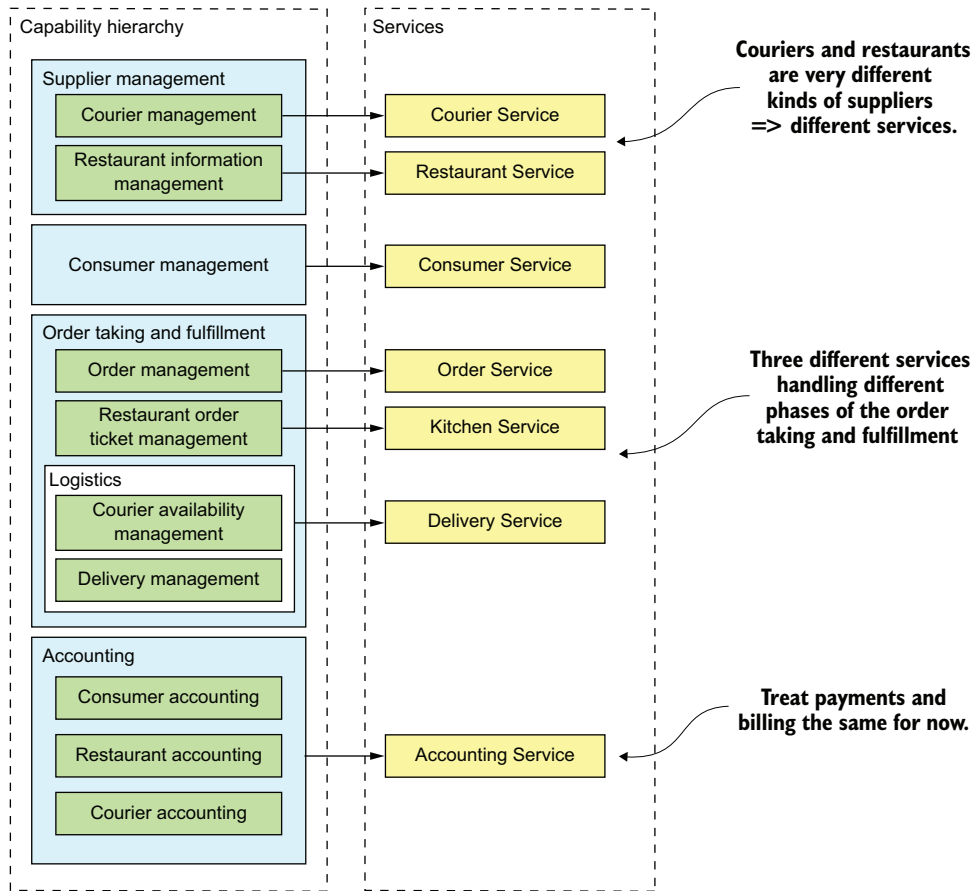 Capability hierarchy
Supplier management
Courier management
Restaurant information
management
Consumer management
Order taking and fulfillment
Order management
Restaurant order
ticket management
Logistics
Courier availability
management
Delivery management
Accounting
Consumer accounting
Restaurant accounting
Courier accounting
Services
Courier Service
Restaurant Service
Consumer Service
Order Service
Kitchen Service
Delivery Service
Accounting Service
Couriers and restaurants
are very different
kinds of suppliers
=> different services.
Three different services
handling different
phases of the order
taking and fulfillment
Treat payments and
billing the same for now.